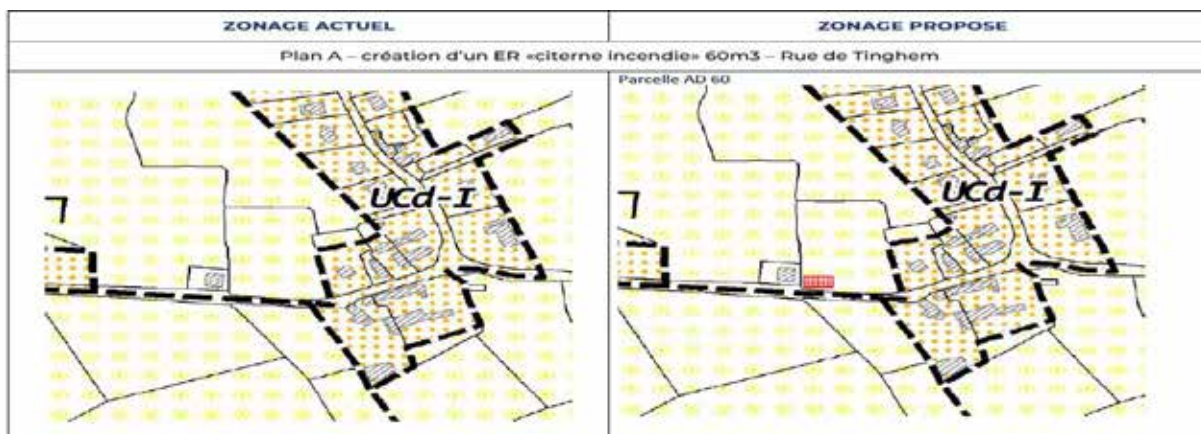 ZONAGE ACTUEL
ZONAGE PROPOSE
Plan A – création d'un ER «citerne incendie» 60m3 – Rue de Tinghem
Parcelle AD 60
UCd-I
UCd-I